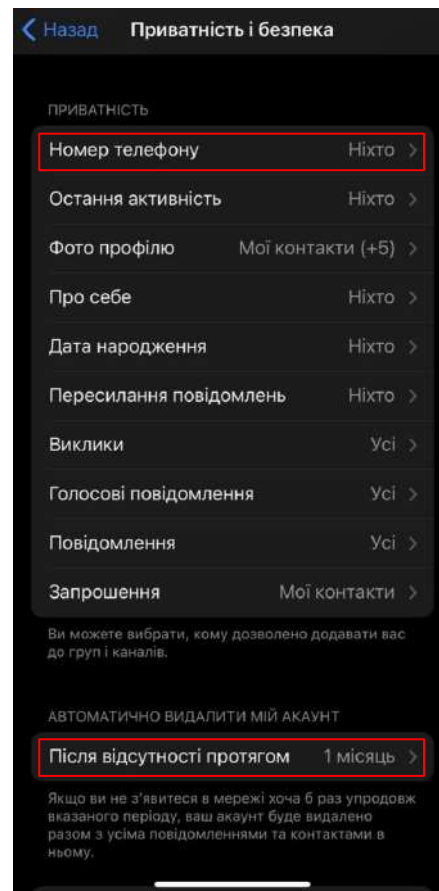 Назад Приватність і безпека
ПРИВАТНІСТЬ
Номер телефону Ніхто
Остання активність Ніхто
Фото профілю Мої контакти (+5)
Про себе Ніхто
Дата народження Ніхто
Пересилання повідомлень Ніхто
Виклики Усі
Голосові повідомлення Усі
Повідомлення Усі
Запрошення Мої контакти
Ви можете вибрати, кому дозволено додавати вас
до груп і каналів.
АВТОМАТИЧНО ВИДАЛИТИ МІЙ АКАУНТ
Після відсутності протягом 1 місяць
Якщо ви не з’явитеся в мережі хоча б раз упродовж
вказаного періоду, ваш акаунт буде видалено
разом з усіма повідомленнями та контактами в
ньому.